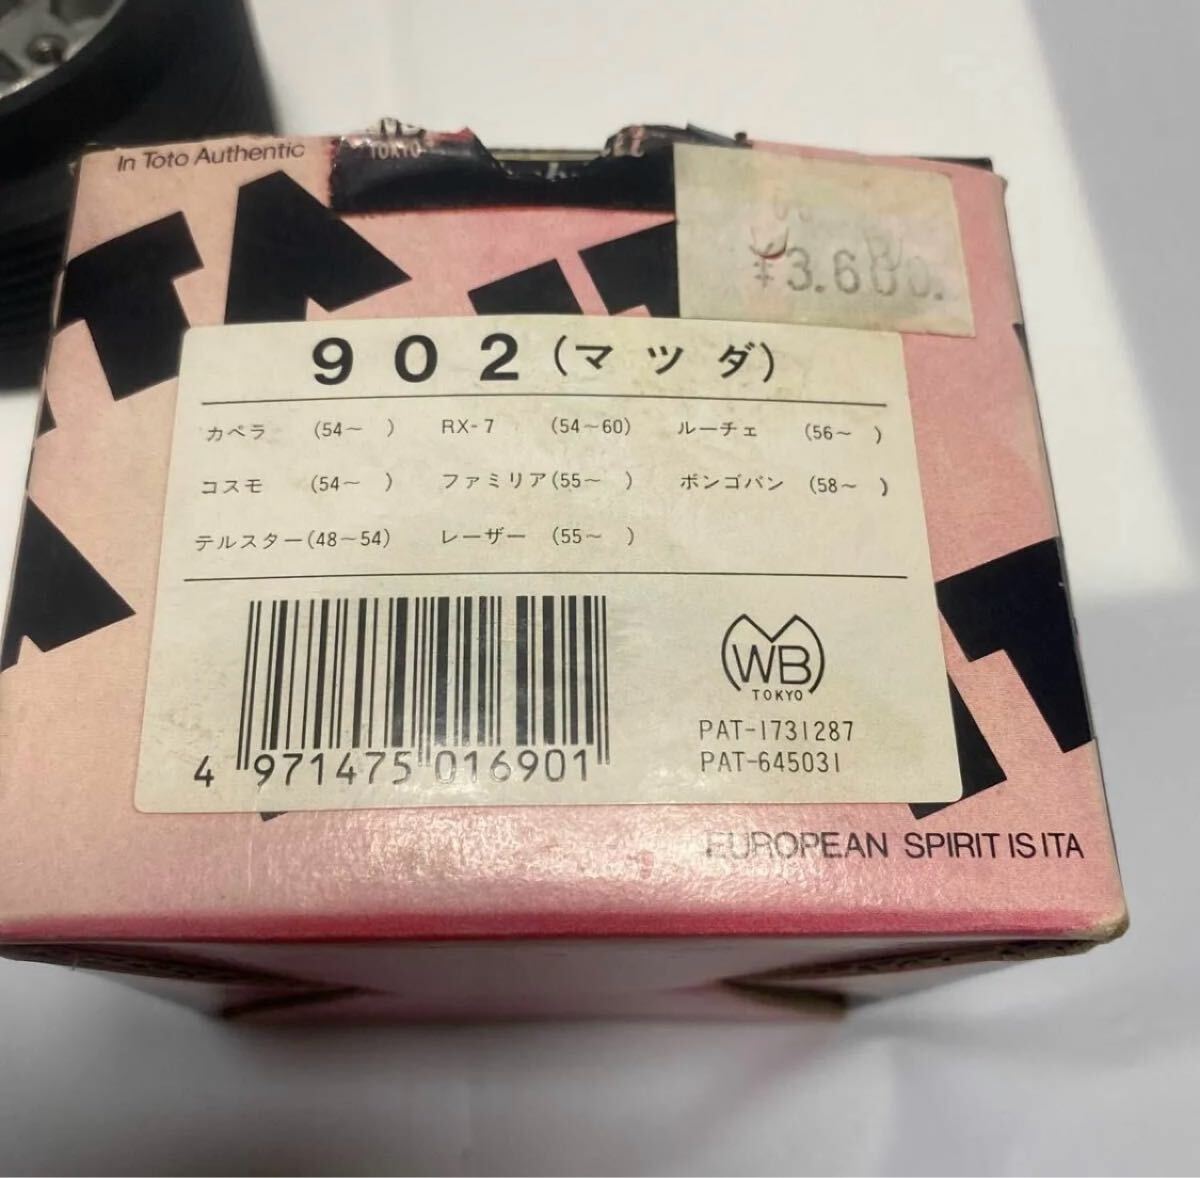 In Toto Authentic
TOKYO
¥3,680.
902(マツダ)
カペラ (54～ ) RX-7 (54～60) ルーチェ (56～ )
コスモ (54～ ) ファミリア(55～ ) ボンゴバン (58～ )
テルスター(48～54) レーザー (55～ )
4 971475 016901
WB
TOKYO
PAT-1731287
PAT-645031
EUROPEAN SPIRIT IS ITA